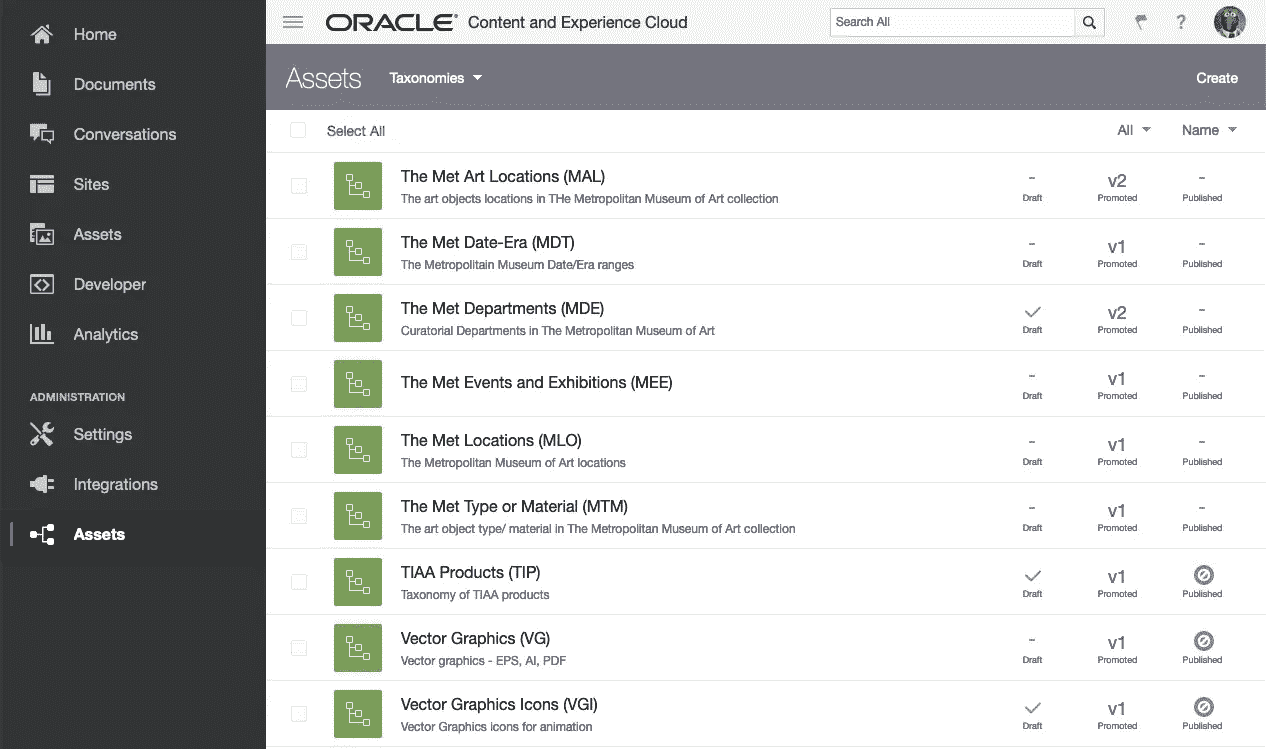 Home
Documents
Conversations
Sites
Assets
Developer
Analytics
ADMINISTRATION
Settings
Integrations
Assets
ORACLE® Content and Experience Cloud
Search All
?
Assets Taxonomies
Create
Select All
All Name
The Met Art Locations (MAL)
The art objects locations in THe Metropolitan Museum of Art collection
- v2 -
Draft Promoted Published
The Met Date-Era (MDT)
The Metropolitain Museum Date/Era ranges
- v1 -
Draft Promoted Published
The Met Departments (MDE)
Curatorial Departments in The Metropolitan Museum of Art
v2 -
Draft Promoted Published
The Met Events and Exhibitions (MEE)
- v1 -
Draft Promoted Published
The Met Locations (MLO)
The Metropolitan Museum of Art locations
- v1 -
Draft Promoted Published
The Met Type or Material (MTM)
The art object type/ material in The Metropolitan Museum of Art collection
- v1 -
Draft Promoted Published
TIAA Products (TIP)
Taxonomy of TIAA products
v1
Draft Promoted Published
Vector Graphics (VG)
Vector graphics - EPS, AI, PDF
- v1
Draft Promoted Published
Vector Graphics Icons (VGI)
Vector Graphics icons for animation
v1
Draft Promoted Published